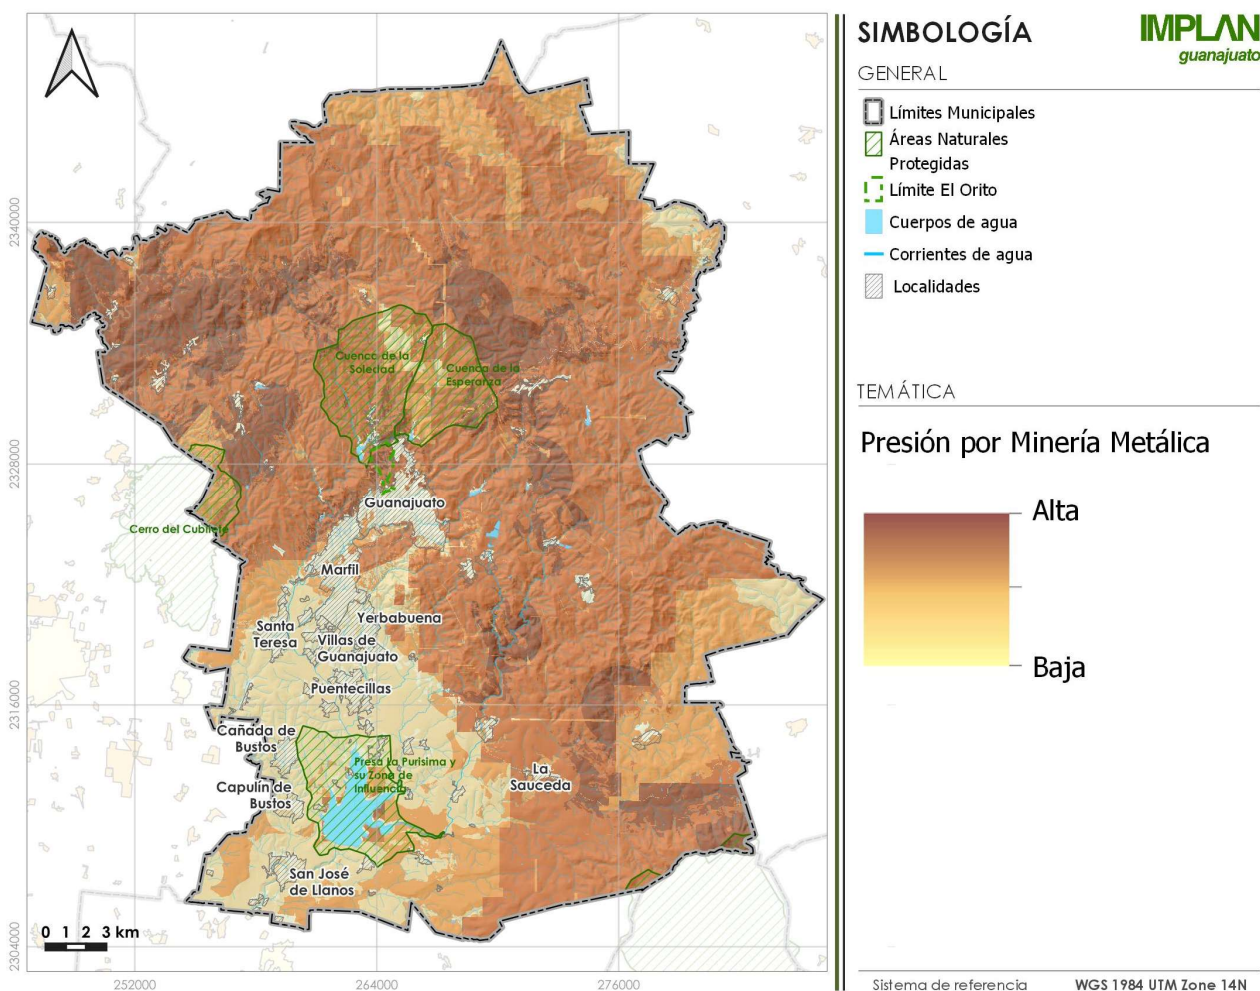 SIMBOLOGÍA
IMPLAN
guanajuato
GENERAL
Límites Municipales
Áreas Naturales
Protegidas
Límite El Orito
Cuerpos de agua
Corrientes de agua
Localidades
TEMÁTICA
Presión por Minería Metálica
Alta
Baja
Sistema de referencia
WGS 1984 UTM Zone 14N
2340000
2328000
2316000
2304000
252000
264000
276000
0 1 2 3 km
Cuenca de la
Soledad
Cuenca de la
Esperanza
Cerro del Cubilete
Guanajuato
Marfil
Yerbabuena
Santa
Teresa
Villas de
Guanajuato
Puentecillas
Cañada de
Bustos
Presa La Purisima y
su Zona de
Influencia
Capulín de
Bustos
La
Sauceda
San José
de Llanos